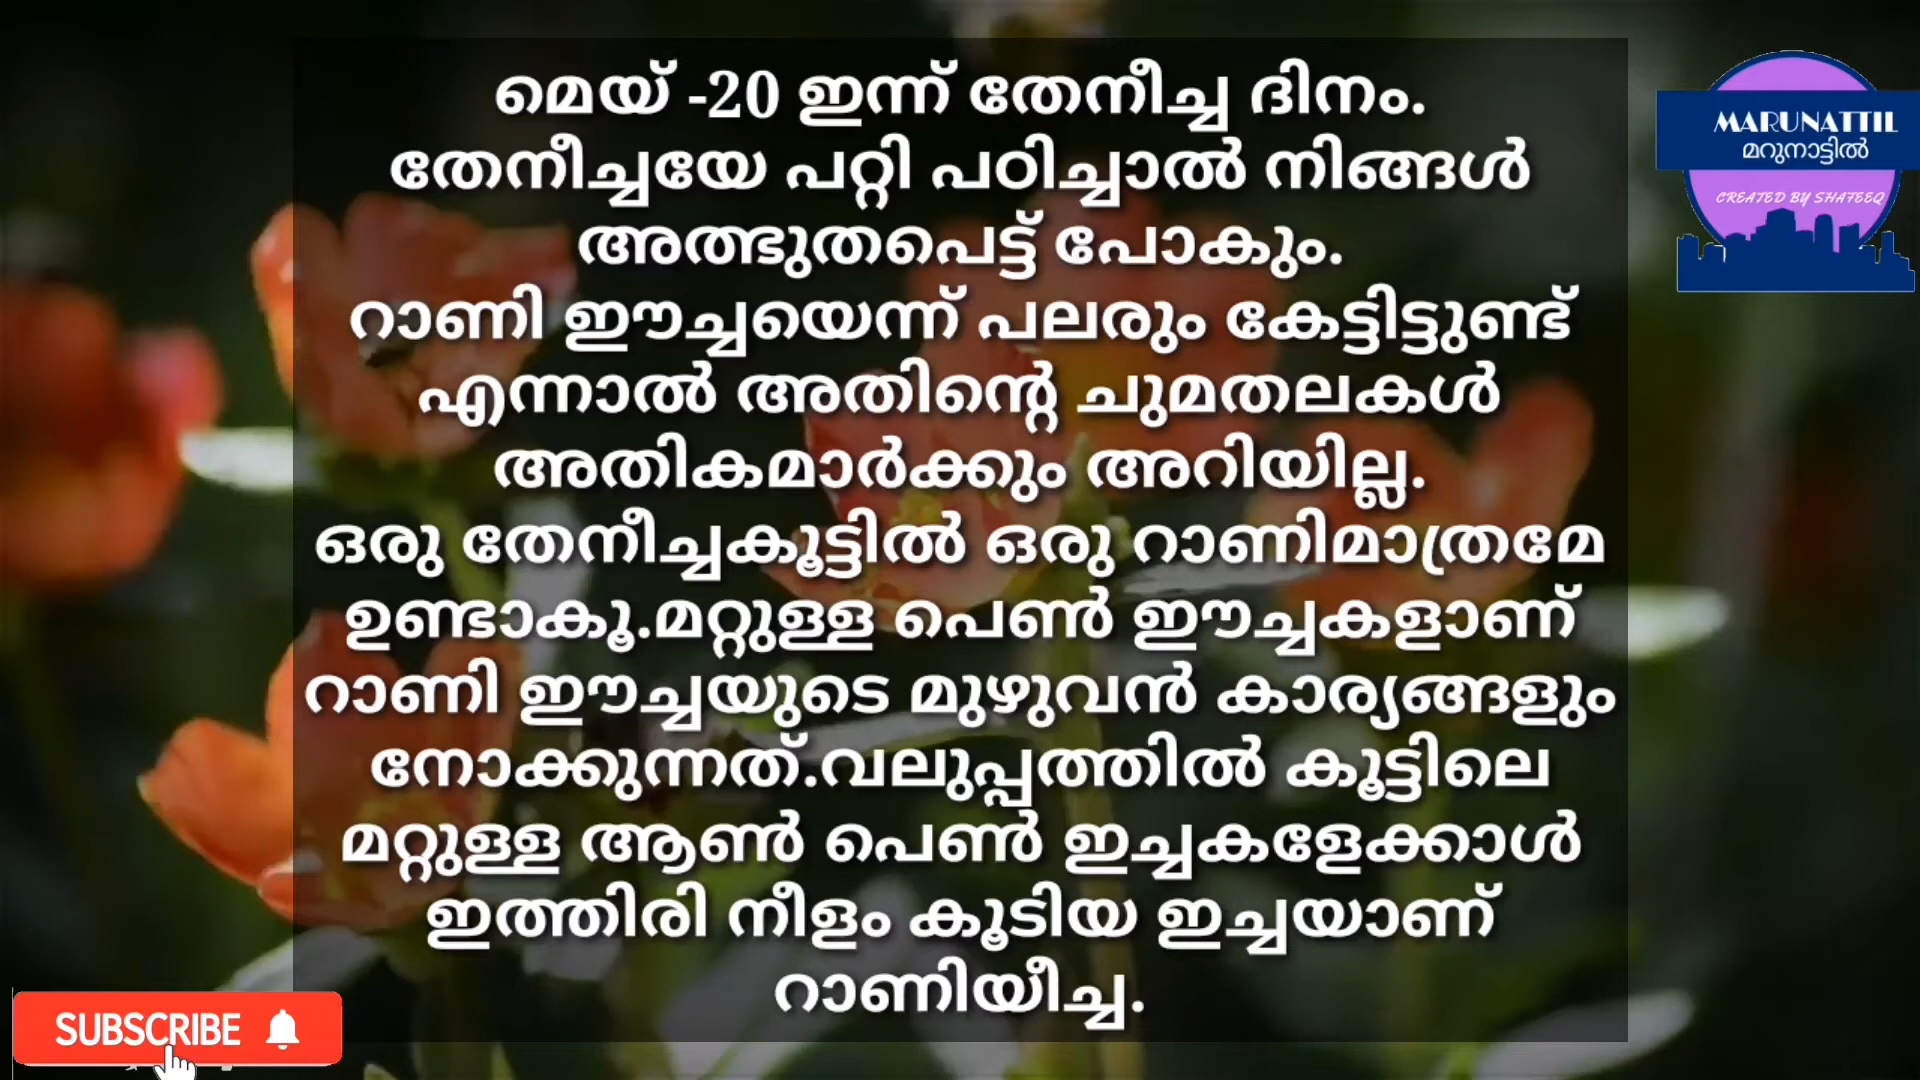 മെയ് -20 ഇന്ന് തേനീച്ച ദിനം.
തേനീച്ചയേ പറ്റി പഠിച്ചാൽ നിങ്ങൾ
അത്ഭുതപെട്ട് പോകും.
റാണി ഈച്ചയെന്ന് പലരും കേട്ടിട്ടുണ്ട്
എന്നാൽ അതിന്റെ ചുമതലകൾ
അതികമാർക്കും അറിയില്ല.
ഒരു തേനീച്ചകൂട്ടിൽ ഒരു റാണിമാത്രമേ
ഉണ്ടാകൂ.മറ്റുള്ള പെൺ ഈച്ചകളാണ്
റാണി ഈച്ചയുടെ മുഴുവൻ കാര്യങ്ങളും
നോക്കുന്നത്.വലുപ്പത്തിൽ കൂട്ടിലെ
മറ്റുള്ള ആൺ പെൺ ഇച്ചകളേക്കാൾ
ഇത്തിരി നീളം കൂടിയ ഇച്ചയാണ്
റാണിയീച്ച.
MARUNATTIL
മറുനാട്ടിൽ
CREATED BY SHAFEEQ
SUBSCRIBE